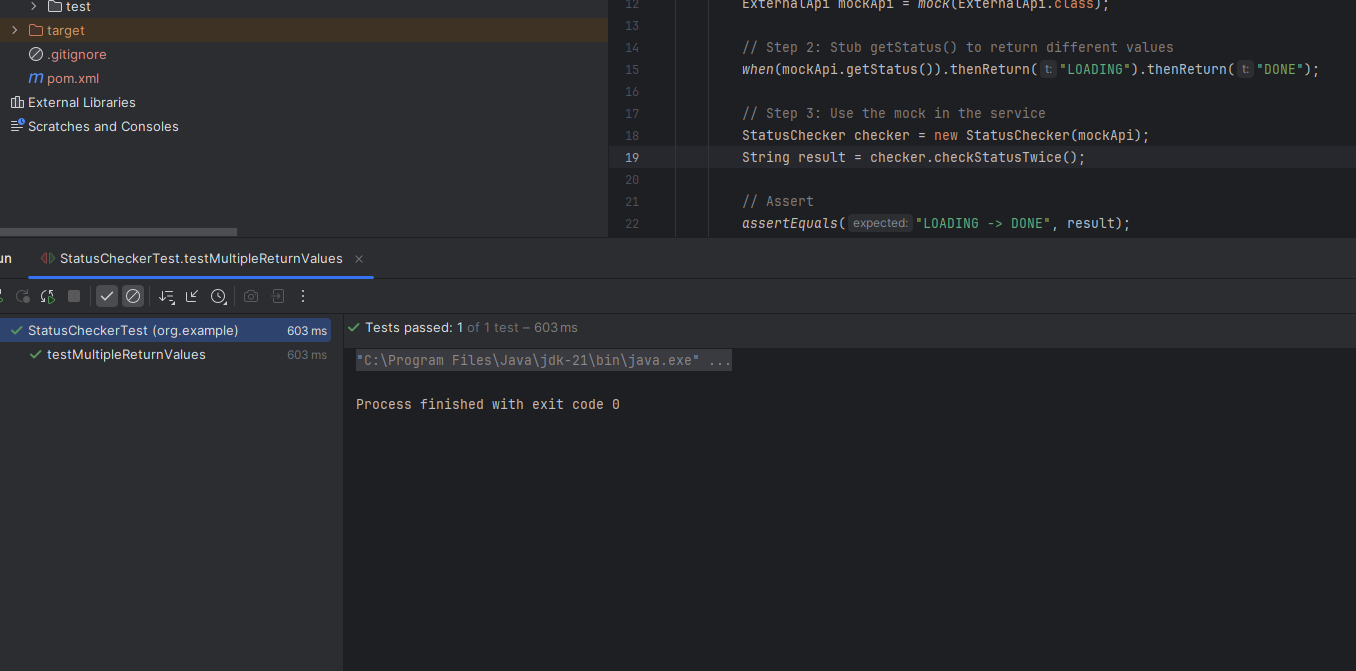 test
target
.gitignore
m pom.xml
External Libraries
Scratches and Consoles
12 ExternalApi mockApi = mock(ExternalApi.class);
13
14 // Step 2: Stub getStatus() to return different values
15 when(mockApi.getStatus()).thenReturn( t: "LOADING").thenReturn( t: "DONE");
16
17 // Step 3: Use the mock in the service
18 StatusChecker checker = new StatusChecker(mockApi);
19 String result = checker.checkStatusTwice();
20
21 // Assert
22 assertEquals( expected: "LOADING -> DONE", result);
un StatusCheckerTest.testMultipleReturnValues
StatusCheckerTest (org.example) 603 ms
testMultipleReturnValues 603 ms
Tests passed: 1 of 1 test – 603 ms
"C:\Program Files\Java\jdk-21\bin\java.exe" ...
Process finished with exit code 0